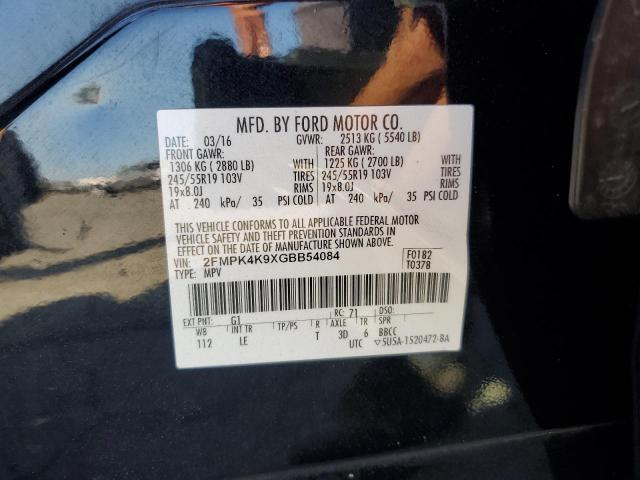 MFD. BY FORD MOTOR CO.
DATE: 03/16 GVWR: 2513 KG ( 5540 LB)
FRONT GAWR: REAR GAWR:
1306 KG ( 2880 LB) WITH 1225 KG ( 2700 LB) WITH
245/55R19 103V TIRES 245/55R19 103V TIRES
19x8.0J RIMS 19x8.0J RIMS
AT 240 kPa/ 35 PSI COLD AT 240 kPa/ 35 PSI COLD
THIS VEHICLE CONFORMS TO ALL APPLICABLE FEDERAL MOTOR
VEHICLE SAFETY AND BUMPER AND THEFT PREVENTION STANDARDS
IN EFFECT ON THE DATE OF MANUFACTURE SHOWN ABOVE.
VIN: 2FMPK4K9XGBB54084 F0182
TYPE: MPV T0378
EXT PNT: G1 RC: 71 DSO:
WB INT TR TP/PS R AXLE TR SPR
112 LE T 3D 6 BBCC
UTC ▽5U5A-1520472-BA